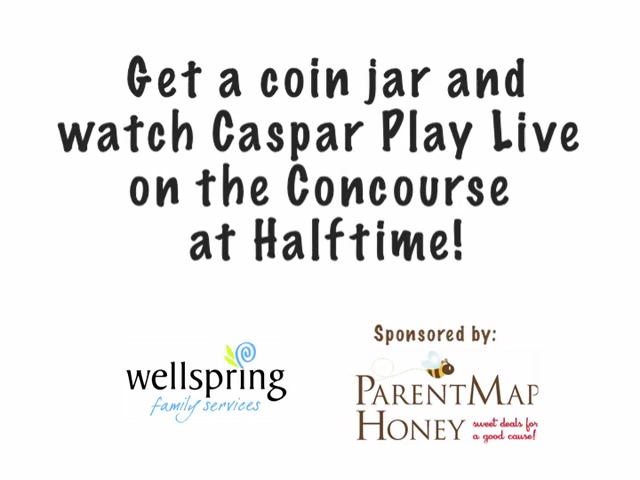 Get a coin jar and
watch Caspar Play Live
on the Concourse
at Halftime!
Sponsored by:
wellspring
family services
PARENTMAP
HONEY
sweet deals for
a good cause!